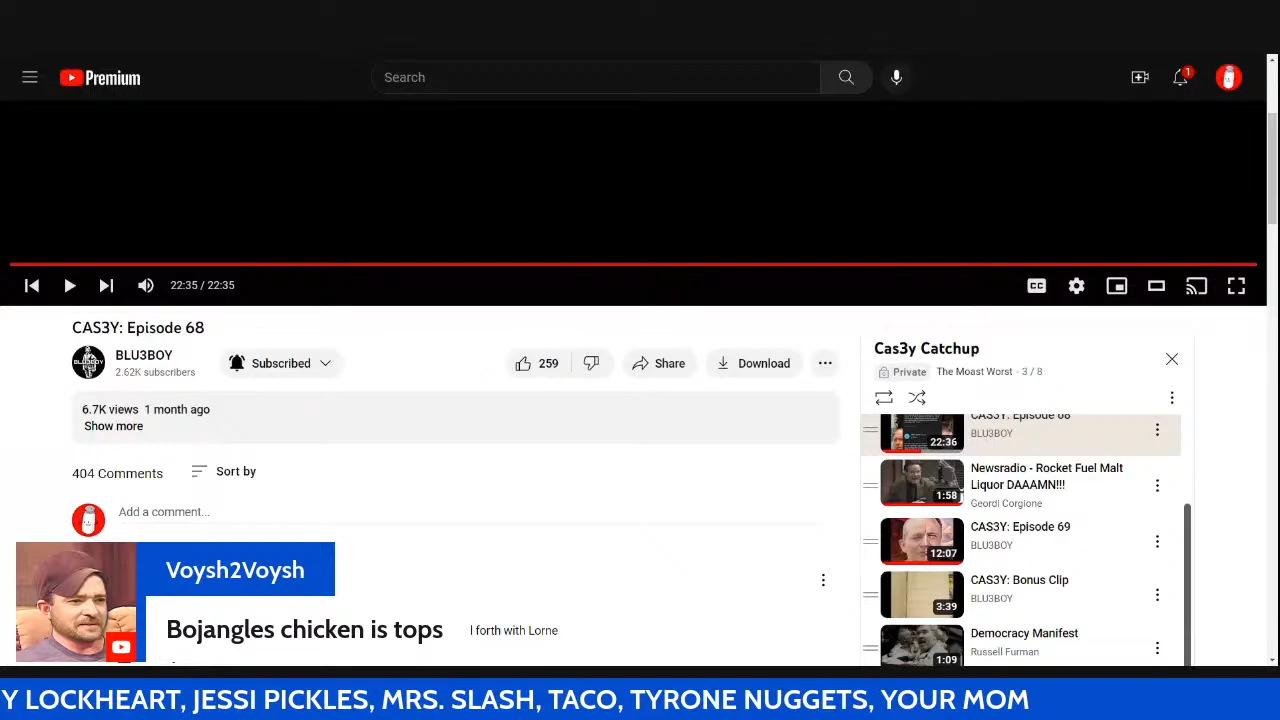 Premium
Search
1
22:35 / 22:35
CC
CAS3Y: Episode 68
BLU3BOY
2.62K subscribers
Subscribed
259
Share
Download
6.7K views 1 month ago
Show more
404 Comments
Sort by
Add a comment...
Cas3y Catchup
Private
The Moast Worst - 3 / 8
CAS3Y: Episode 68
BLU3BOY
22:36
Newsradio - Rocket Fuel Malt
Liquor DAAAMN!!!
Geordi Corgione
1:58
CAS3Y: Episode 69
BLU3BOY
12:07
CAS3Y: Bonus Clip
BLU3BOY
3:39
Democracy Manifest
Russell Furman
1:09
Voysh2Voysh
Bojangles chicken is tops
l forth with Lorne
Y LOCKHEART, JESSI PICKLES, MRS. SLASH, TACO, TYRONE NUGGETS, YOUR MOM